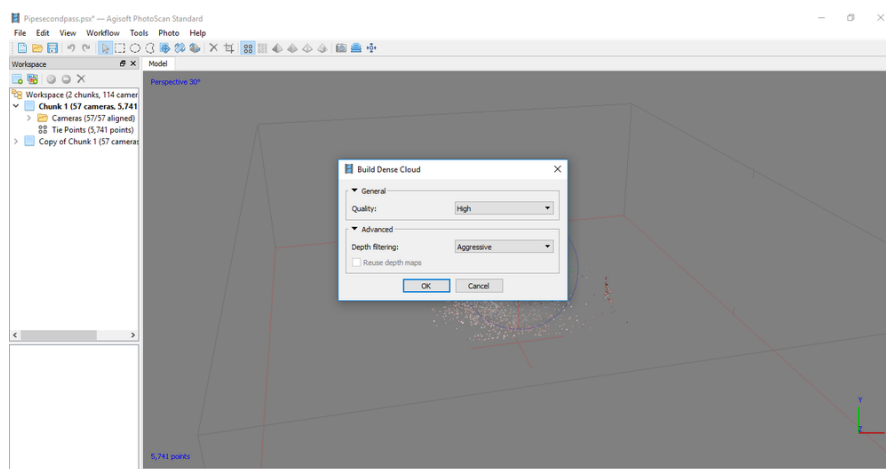 Pipesecondpass.psx* — Agisoft PhotoScan Standard
File Edit View Workflow Tools Photo Help
Workspace
Model
Workspace (2 chunks, 114 camer
Chunk 1 (57 cameras, 5,741
Cameras (57/57 aligned)
Tie Points (5,741 points)
Copy of Chunk 1 (57 cameras
Perspective 30°
Build Dense Cloud
General
Quality: High
Advanced
Depth filtering: Aggressive
Reuse depth maps
OK Cancel
Y
Z
5,741 points